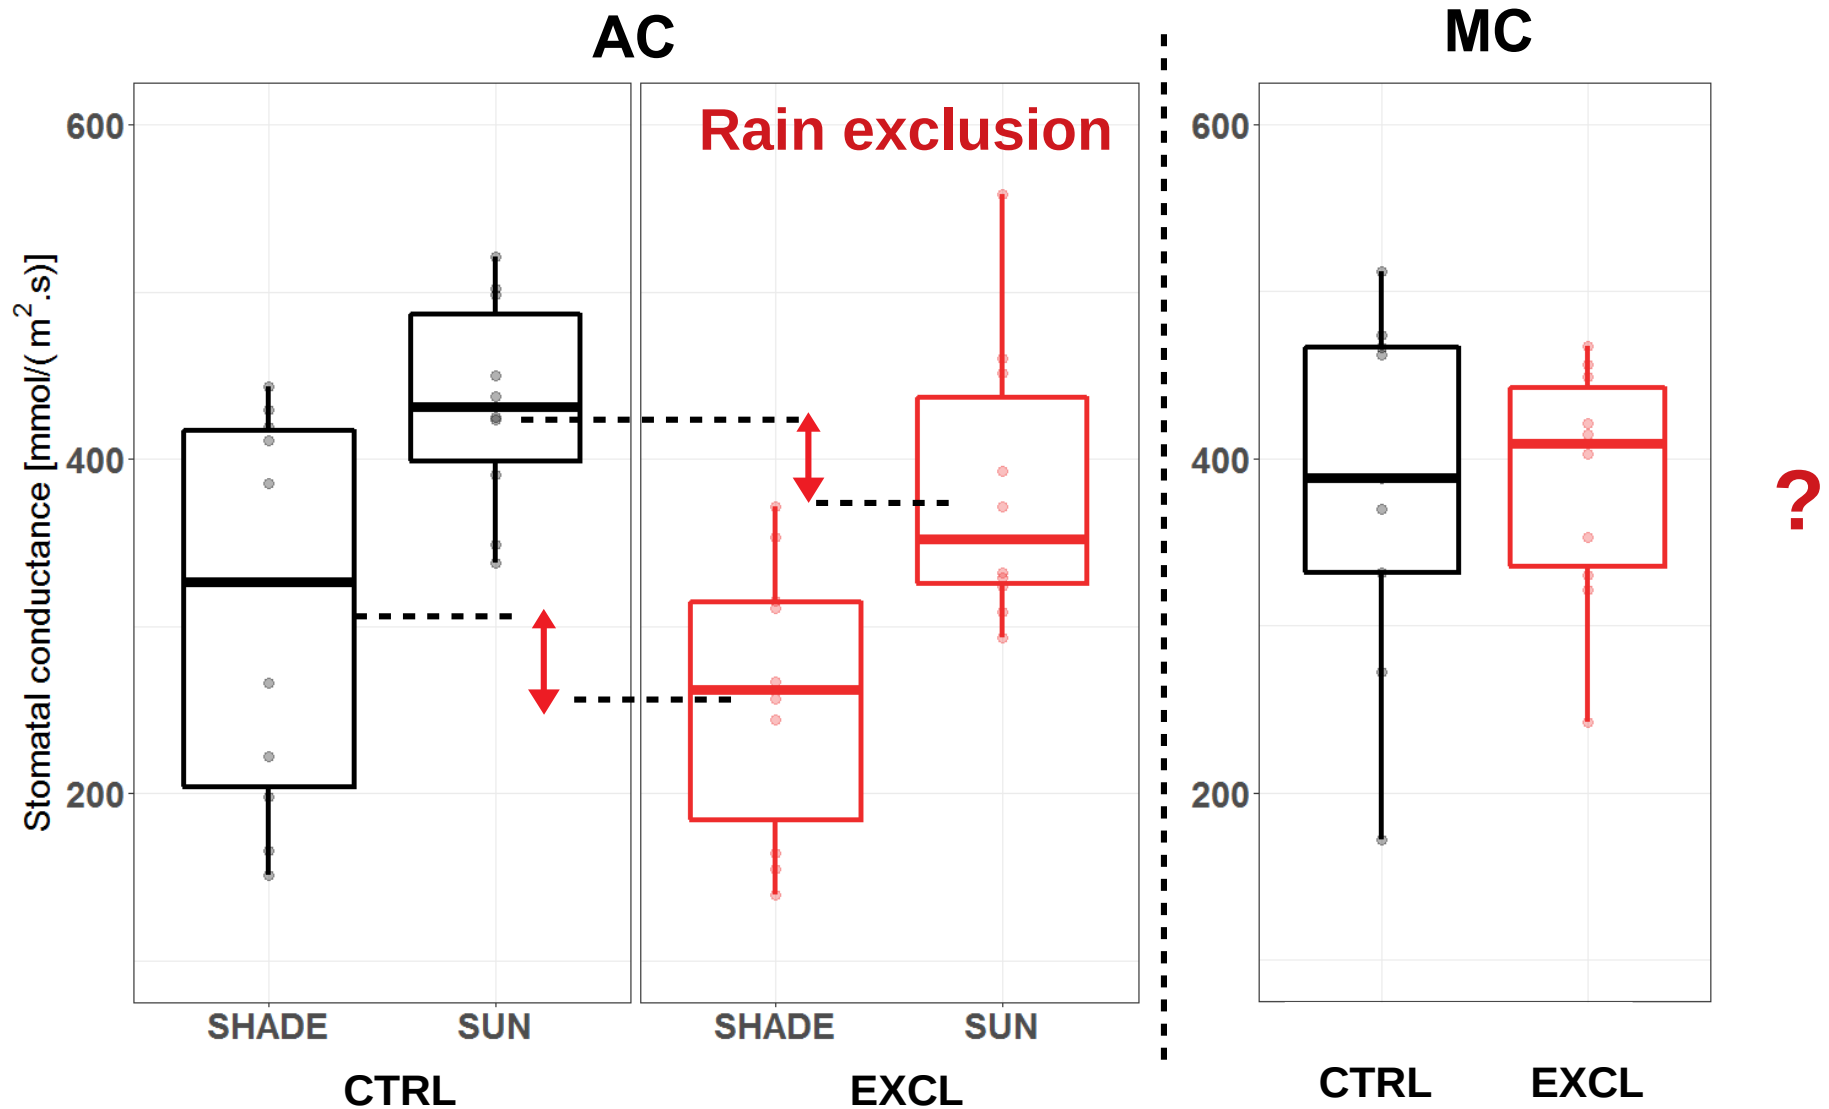 AC
MC
Rain exclusion
600
400
200
Stomatal conductance [mmol/( m².s)]
600
400
200
?
SHADE
SUN
SHADE
SUN
CTRL
EXCL
CTRL
EXCL